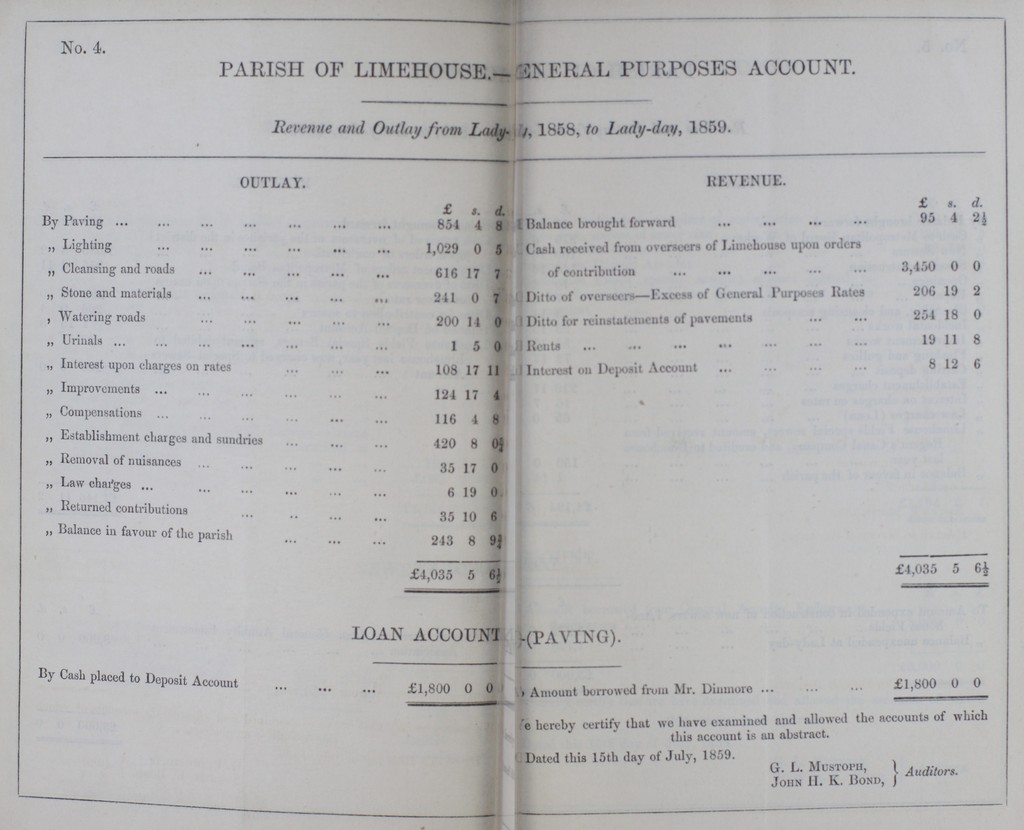 No. 4.
PARISH OF LIMEHOUSE.—ENERAL PURPOSES ACCOUNT.
Revenue and Outlay from Lady- y, 1858, to Lady-day, 1859.
OUTLAY.
£ s. d.
By Paving ... ... ... ... ... ... ... 854 4 8
„ Lighting ... ... ... ... ... ... 1,029 0 5
„ Cleansing and roads ... ... ... ... ... 616 17 7
„ Stone and materials ... ... ... ... ... 241 0 7
, Watering roads ... ... ... ... ... 200 14 0
„ Urinals ... ... ... ... ... ... ... 1 5 0
„ Interest upon charges on rates ... ... ... 108 17 11
„ Improvements ... ... ... ... ... ... 124 17 4
„ Compensations ... ... ... ... ... ... 116 4 8
„ Establishment charges and sundries ... ... ... 420 8 0¾
„ Removal of nuisances ... ... ... ... ... 35 17 0
„ Law charges ... ... ... ... ... ... 6 19 0
„ Returned contributions ... .. ... ... 35 10 6
„ Balance in favour of the parish ... ... ... 243 8 9¾
£4,035 5 6½
REVENUE.
£ s. d.
Balance brought forward ... ... ... ... 95 4 2½
Cash received from overseers of Limehouse upon orders
of contribution ... ... ... ... ... 3,450 0 0
Ditto of overseers—Excess of General Purposes Rates 206 19 2
Ditto for reinstatements of pavements ... ... 254 18 0
Rents ... ... ... ... ... ... ... 19 11 8
Interest on Deposit Account ... ... ... ... 8 12 6
£4,035 5 6½
LOAN ACCOUNT -(PAVING).
By Cash placed to Deposit Account ... ... ... £1,800 0 0
Amount borrowed from Mr. Dinmore ... ... ... £1,800 0 0
e hereby certify that we have examined and allowed the accounts of which
this account is an abstract.
Dated this 15th day of July, 1859.
G. L. MUSTOPH,
JOHN H. K. BOND, } Auditors.